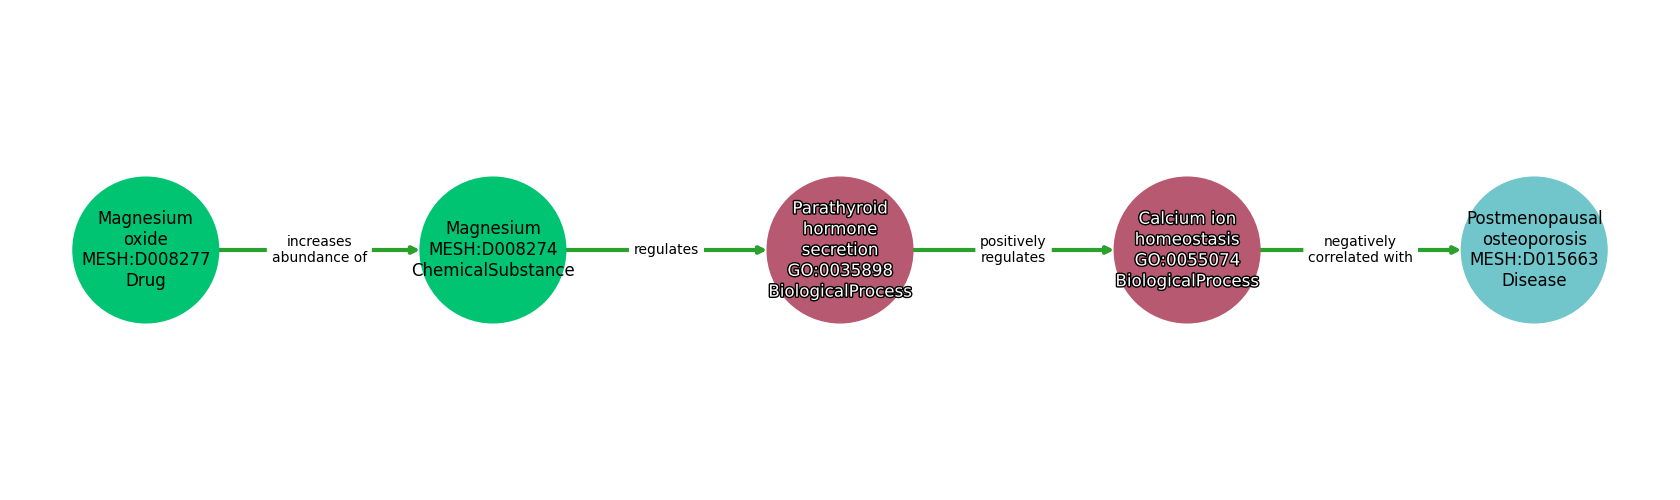 Magnesium
oxide
MESH:D008277
Drug
increases
abundance of
Magnesium
MESH:D008274
ChemicalSubstance
regulates
Parathyroid
hormone
secretion
GO:0035898
BiologicalProcess
positively
regulates
Calcium ion
homeostasis
GO:0055074
BiologicalProcess
negatively
correlated with
Postmenopausal
osteoporosis
MESH:D015663
Disease